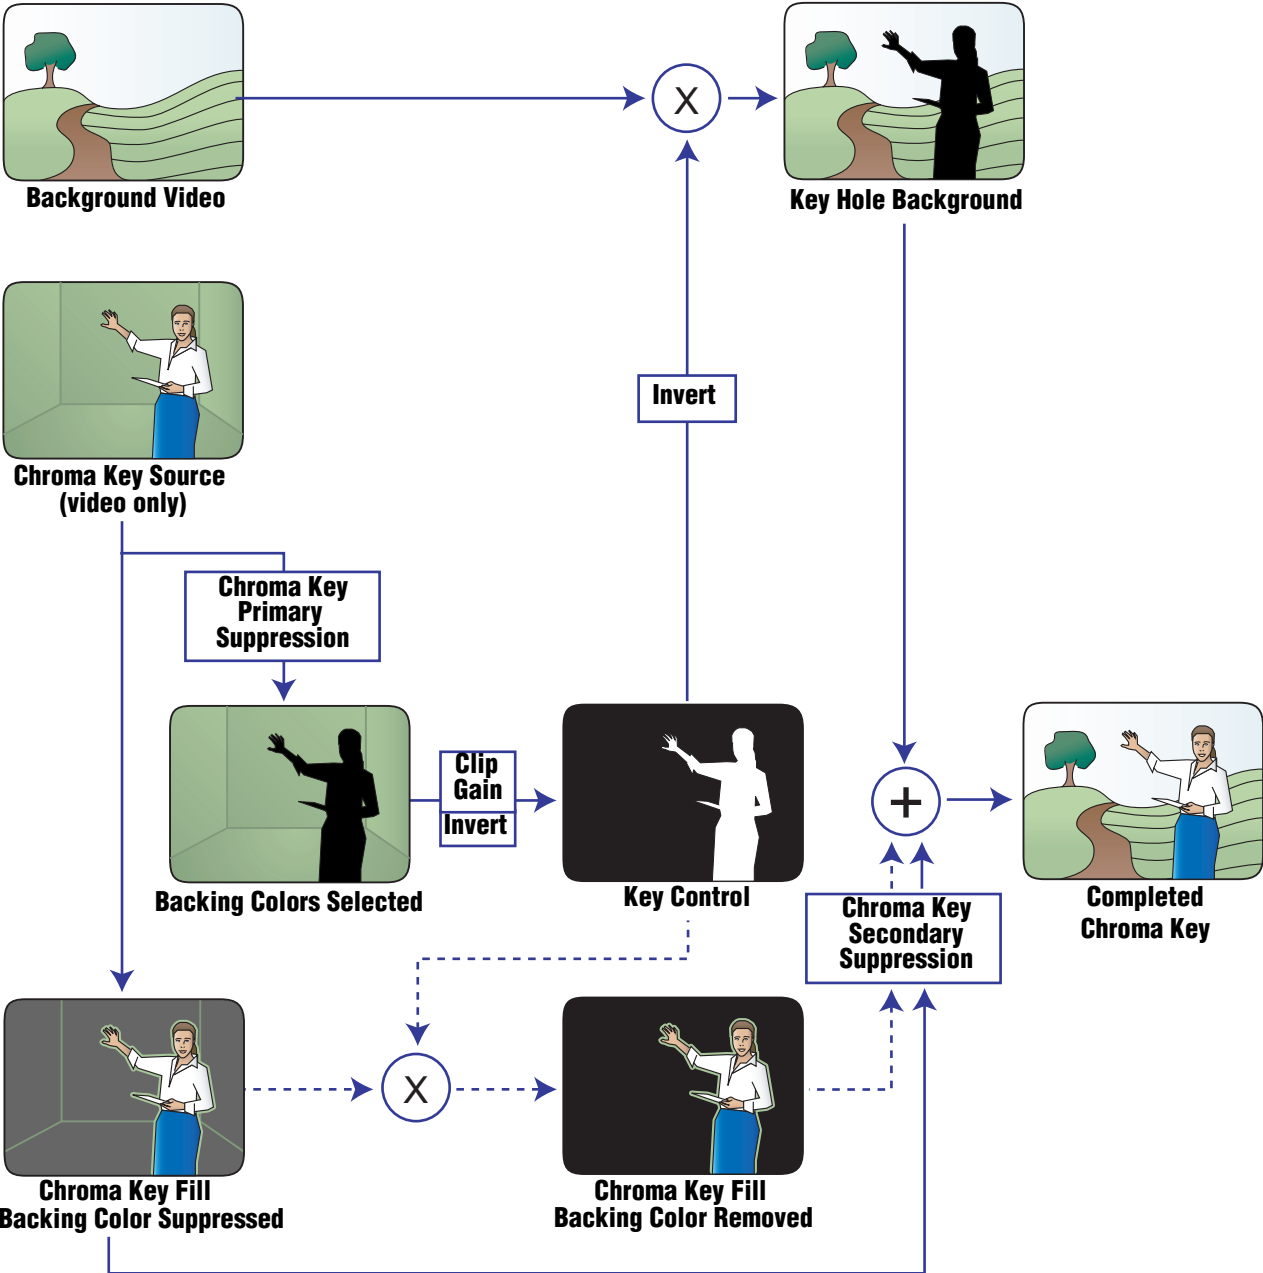 X
Background Video
Key Hole Background
Chroma Key Source
(video only)
Invert
Chroma Key
Primary
Suppression
Clip
Gain
Invert
Backing Colors Selected
Key Control
+
Chroma Key
Secondary
Suppression
Completed
Chroma Key
X
Chroma Key Fill
Backing Color Suppressed
Chroma Key Fill
Backing Color Removed